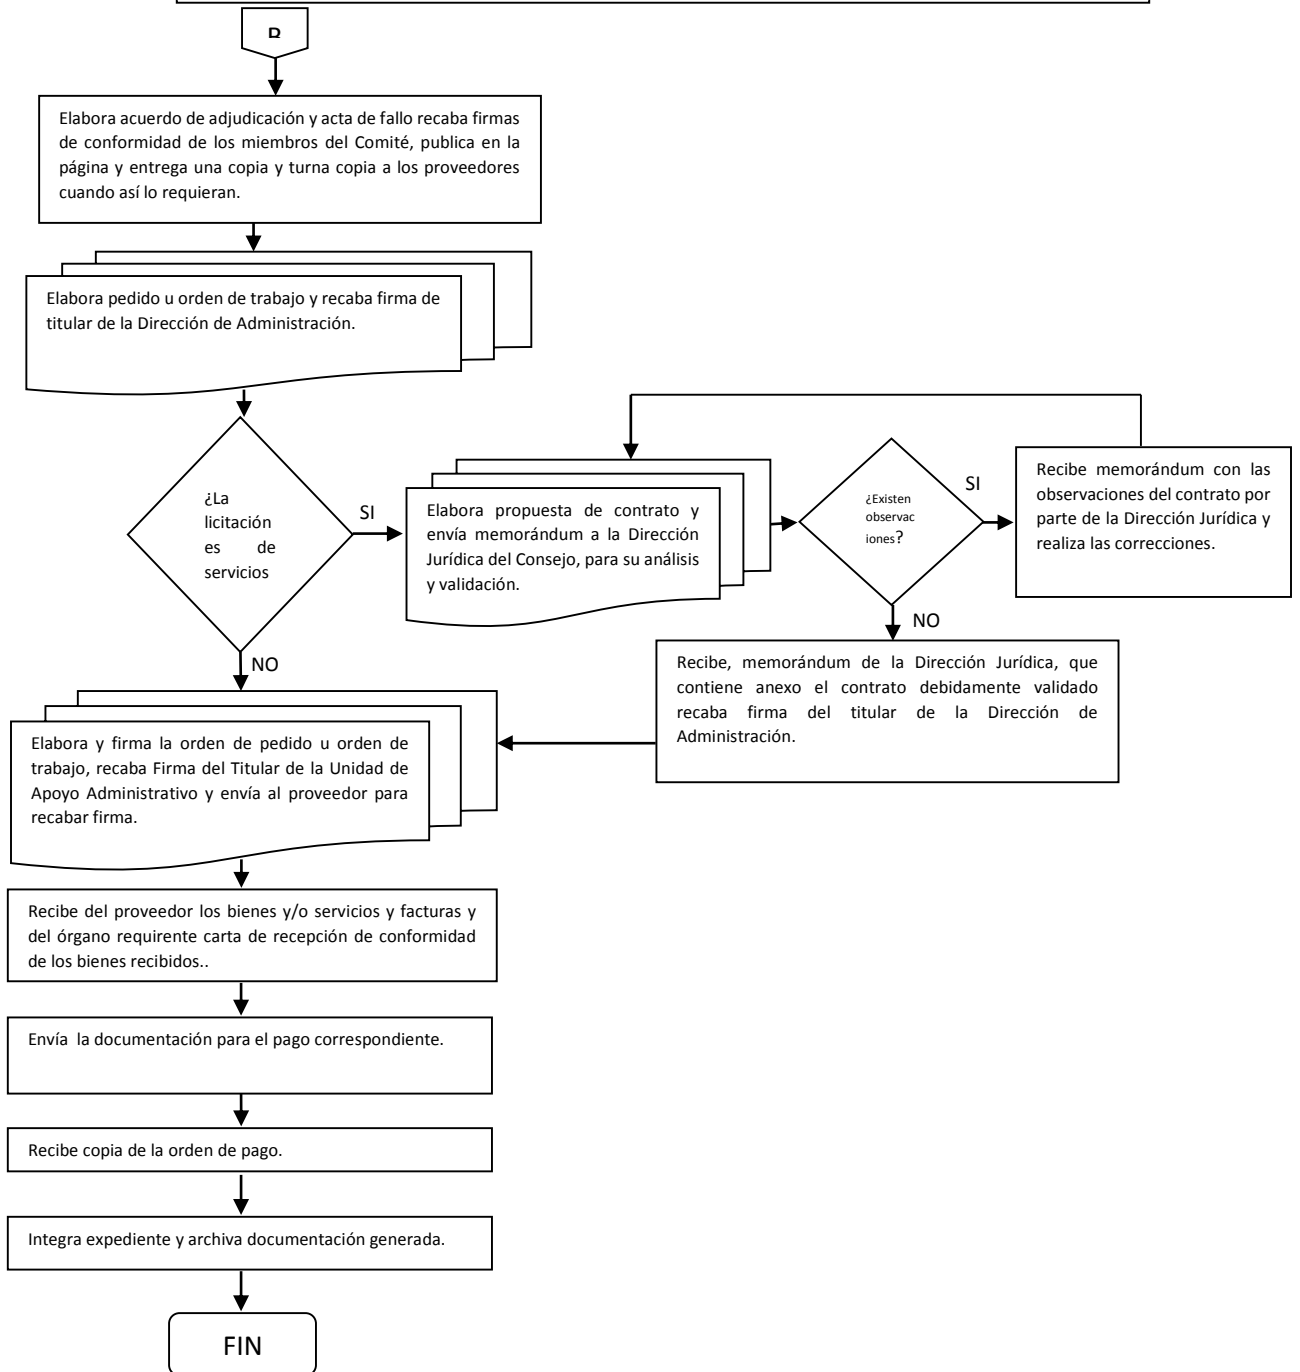 Elabora acuerdo de adjudicación y acta de fallo recaba firmas
de conformidad de los miembros del Comité, publica en la
página y entrega una copia y turna copia a los proveedores
cuando así lo requieran.
Elabora pedido u orden de trabajo y recaba firma de
titular de la Dirección de Administración.
¿La
licitación
es de
servicios
SI
Elabora propuesta de contrato y
envía memorándum a la Dirección
Jurídica del Consejo, para su análisis
y validación.
¿Existen
observac
iones?
SI
Recibe memorándum con las
observaciones del contrato por
parte de la Dirección Jurídica y
realiza las correcciones.
NO
Recibe, memorándum de la Dirección Jurídica, que
contiene anexo el contrato debidamente validado
recaba firma del titular de la Dirección de
Administración.
NO
Elabora y firma la orden de pedido u orden de
trabajo, recaba Firma del Titular de la Unidad de
Apoyo Administrativo y envía al proveedor para
recabar firma.
Recibe del proveedor los bienes y/o servicios y facturas y
del órgano requirente carta de recepción de conformidad
de los bienes recibidos..
Envía la documentación para el pago correspondiente.
Recibe copia de la orden de pago.
Integra expediente y archiva documentación generada.
FIN